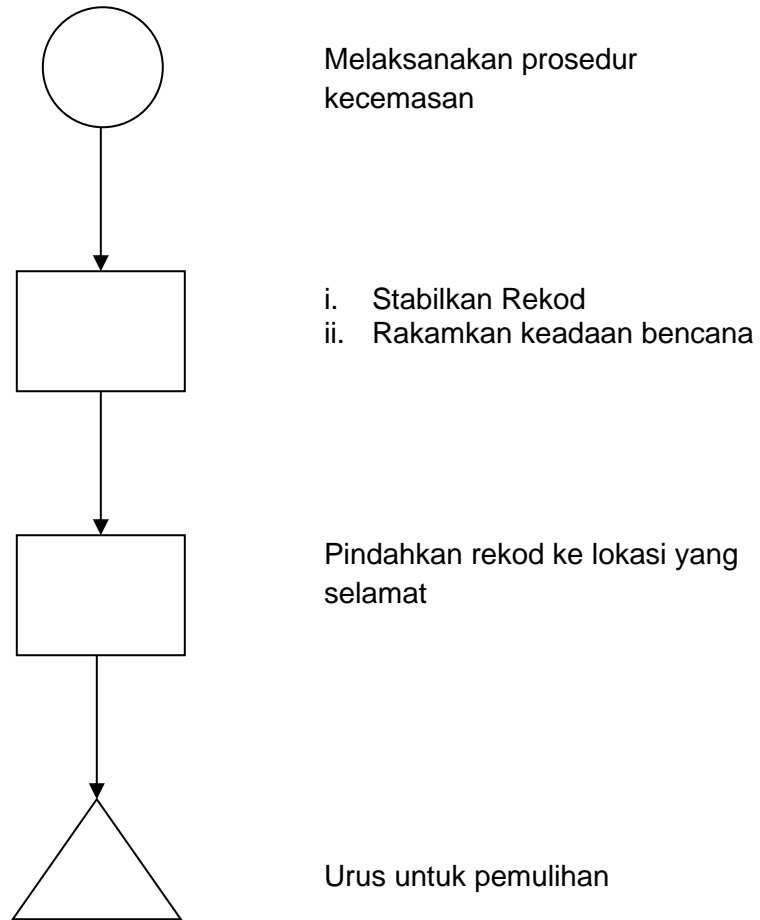 Melaksanakan prosedur
kecemasan
i. Stabilkan Rekod
ii. Rakamkan keadaan bencana
Pindahkan rekod ke lokasi yang
selamat
Urus untuk pemulihan